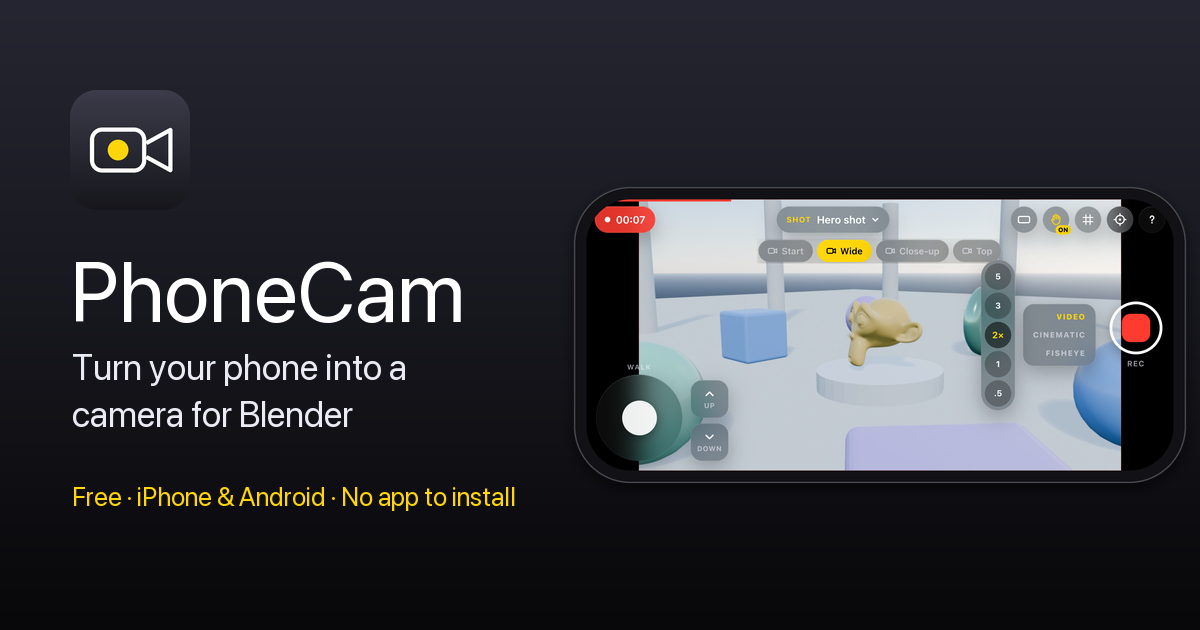 PhoneCam
Turn your phone into a
camera for Blender
Free · iPhone & Android · No app to install
00:07
SHOT Hero shot
ON
?
Start
Wide
Close-up
Top
5
3
2×
1
.5
VIDEO
CINEMATIC
FISHEYE
REC
WALK
UP
DOWN